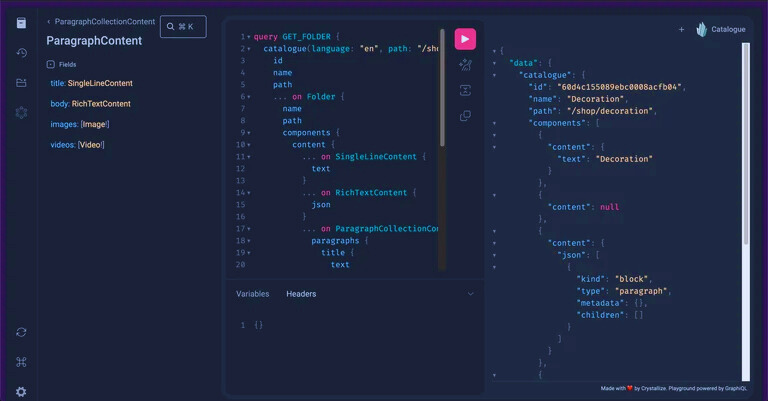 ParagraphCollectionContent
ParagraphContent
⌘ K
Fields
title: SingleLineContent
body: RichTextContent
images: [Image!]
videos: [Video!]
1 query GET_FOLDER {
2 catalogue(language: "en", path: "/sho
3 id
4 name
5 path
6 ... on Folder {
7 name
8 path
9 components {
10 content {
11 ... on SingleLineContent {
12 text
13 }
14 ... on RichTextContent {
15 json
16 }
17 ... on ParagraphCollectionCon
18 paragraphs {
19 title {
20 text
Variables Headers
1 {}
+ Catalogue
{
"data": {
"catalogue": {
"id": "60d4c155089ebc0008acfb04",
"name": "Decoration",
"path": "/shop/decoration",
"components": [
{
"content": {
"text": "Decoration"
}
},
{
"content": null
},
{
"content": {
"json": [
{
"kind": "block",
"type": "paragraph",
"metadata": {},
"children": []
}
]
}
},
{
Made with ❤️ by Crystallize. Playground powered by GraphiQL